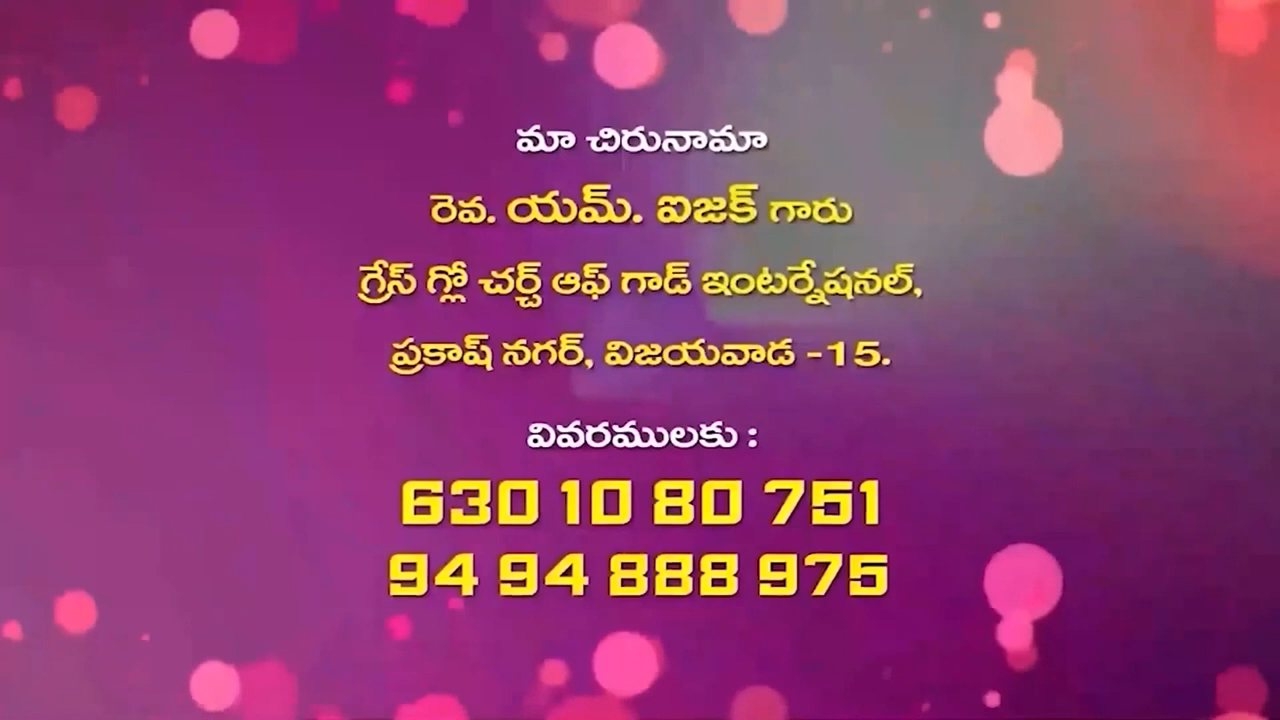 మా చిరునామా
రెవ. యమ్. ఐజక్ గారు
గ్రేస్ గ్లో చర్చ్ ఆఫ్ గాడ్ ఇంటర్నేషనల్,
ప్రకాష్ నగర్, విజయవాడ -15.
వివరములకు :
630 10 80 751
94 94 888 975